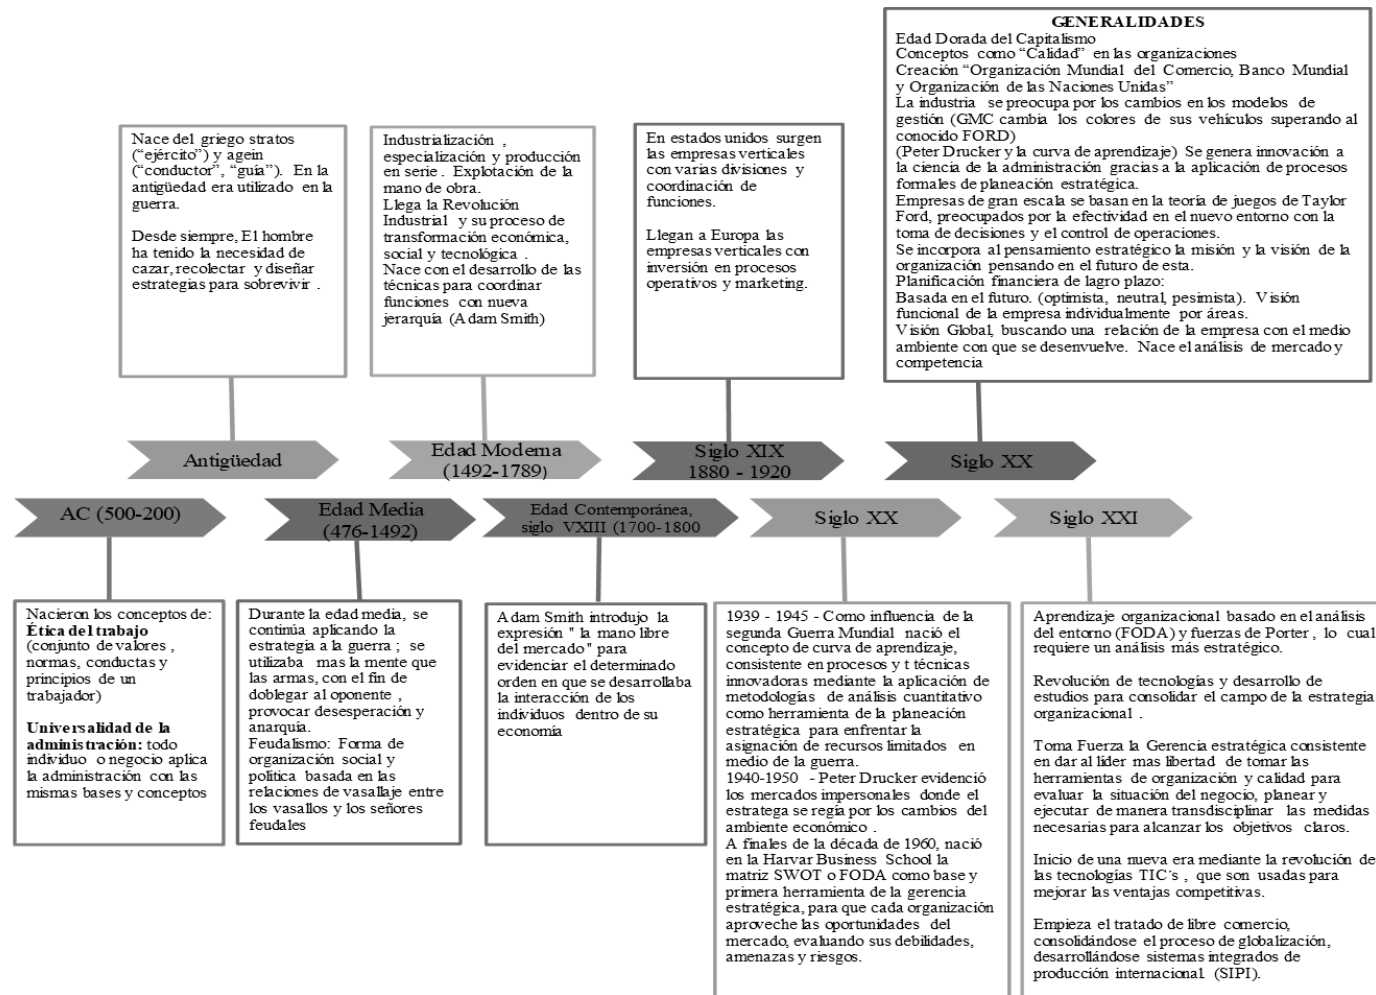 GENERALIDADES
Edad Dorada del Capitalismo
Conceptos como “Calidad” en las organizaciones
Creación “Organización Mundial del Comercio, Banco Mundial
y Organización de las Naciones Unidas”
La industria se preocupa por los cambios en los modelos de
gestión (GMC cambia los colores de sus vehículos superando al
conocido FORD)
(Peter Drucker y la curva de aprendizaje) Se genera innovación a
la ciencia de la administración gracias a la aplicación de procesos
formales de planeación estratégica.
Empresas de gran escala se basan en la teoría de juegos de Taylor
Ford, preocupados por la efectividad en el nuevo entorno con la
toma de decisiones y el control de operaciones.
Se incorpora al pensamiento estratégico la misión y la visión de la
organización pensando en el futuro de esta.
Planificación financiera de lagro plazo:
Basada en el futuro. (optimista, neutral, pesimista). Visión
funcional de la empresa individualmente por áreas.
Visión Global, buscando una relación de la empresa con el medio
ambiente con que se desenvuelve. Nace el análisis de mercado y
competencia
Nace del griego stratos
(“ejército”) y agein
(“conductor”, “guía”). En la
antigüedad era utilizado en la
guerra.
Desde siempre, El hombre
ha tenido la necesidad de
cazar, recolectar y diseñar
estrategias para sobrevivir .
Industrialización ,
especialización y producción
en serie . Explotación de la
mano de obra.
Llega la Revolución
Industrial y su proceso de
transformación económica,
social y tecnológica .
Nace con el desarrollo de las
técnicas para coordinar
funciones con nueva
jerarquía (Adam Smith)
En estados unidos surgen
las empresas verticales
con varias divisiones y
coordinación de
funciones.
Llegan a Europa las
empresas verticales con
inversión en procesos
operativos y marketing.
Antigüedad
Edad Moderna
(1492-1789)
Siglo XIX
1880 - 1920
Siglo XX
AC (500-200)
Edad Media
(476-1492)
Edad Contemporánea,
siglo VXIII (1700-1800
Siglo XX
Siglo XXI
Nacieron los conceptos de:
Ética del trabajo
(conjunto de valores ,
normas, conductas y
principios de un
trabajador)
Universalidad de la
administración: todo
individuo o negocio aplica
la administración con las
mismas bases y conceptos
Durante la edad media, se
continúa aplicando la
estrategia a la guerra ; se
utilizaba mas la mente que
las armas, con el fin de
doblegar al oponente ,
provocar desesperación y
anarquía.
Feudalismo: Forma de
organización social y
política basada en las
relaciones de vasallaje entre
los vasallos y los señores
feudales
Adam Smith introdujo la
expresión " la mano libre
del mercado " para
evidenciar el determinado
orden en que se desarrollaba
la interacción de los
individuos dentro de su
economía
1939 - 1945 - Como influencia de la
segunda Guerra Mundial nació el
concepto de curva de aprendizaje,
consistente en procesos y t técnicas
innovadoras mediante la aplicación de
metodologías de análisis cuantitativo
como herramienta de la planeación
estratégica para enfrentar la
asignación de recursos limitados en
medio de la guerra.
1940-1950 - Peter Drucker evidenció
los mercados impersonales donde el
estratega se regía por los cambios del
ambiente económico .
A finales de la década de 1960, nació
en la Harvar Business School la
matriz SWOT o FODA como base y
primera herramienta de la gerencia
estratégica, para que cada organización
aproveche las oportunidades del
mercado, evaluando sus debilidades,
amenazas y riesgos.
Aprendizaje organizacional basado en el análisis
del entorno (FODA) y fuerzas de Porter , lo cual
requiere un análisis más estratégico.
Revolución de tecnologías y desarrollo de
estudios para consolidar el campo de la estrategia
organizacional .
Toma Fuerza la Gerencia estratégica consistente
en dar al líder mas libertad de tomar las
herramientas de organización y calidad para
evaluar la situación del negocio, planear y
ejecutar de manera transdisciplinar las medidas
necesarias para alcanzar los objetivos claros.
Inicio de una nueva era mediante la revolución de
las tecnologías TIC´s , que son usadas para
mejorar las ventajas competitivas.
Empieza el tratado de libre comercio,
consolidándose el proceso de globalización,
desarrollándose sistemas integrados de
producción internacional (SIPI).